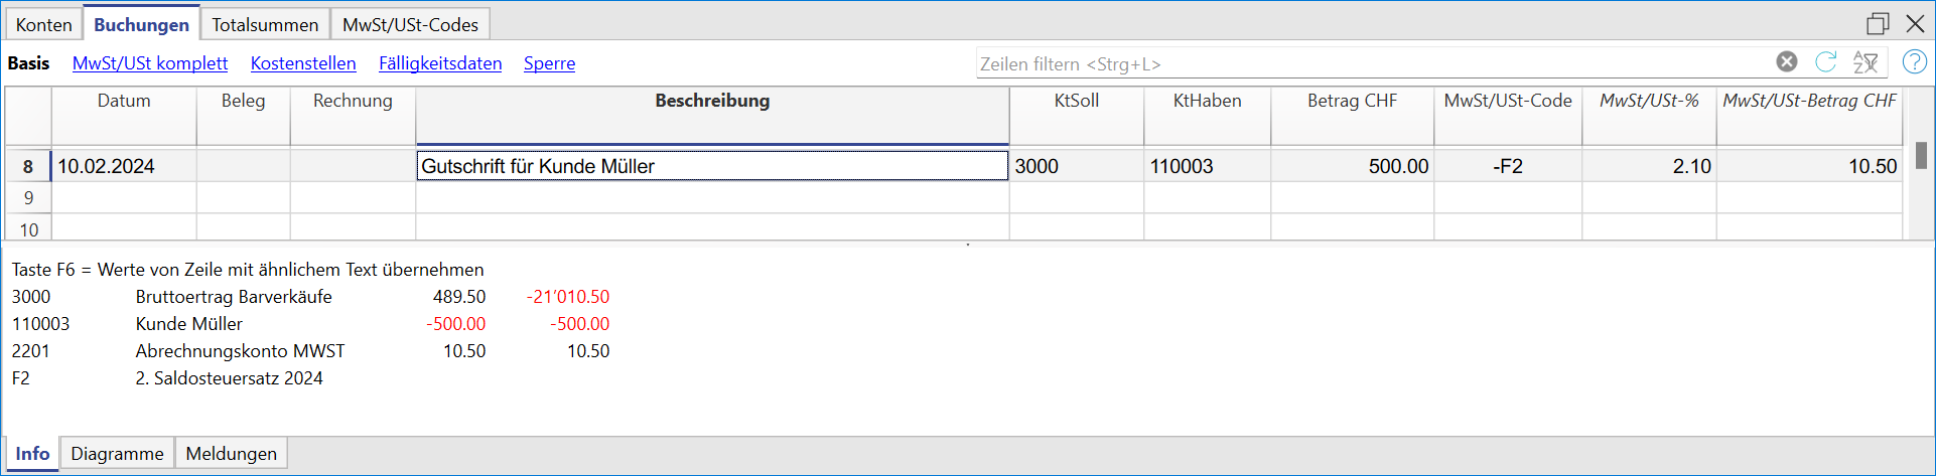 Konten Buchungen Totalsummen MwSt/USt-Codes
Basis MwSt/USt komplett Kostenstellen Fälligkeitsdaten Sperre Zeilen filtern <Strg+L>
Datum Beleg Rechnung Beschreibung KtSoll KtHaben Betrag CHF MwSt/USt-Code MwSt/USt-% MwSt/USt-Betrag CHF
8 10.02.2024 Gutschrift für Kunde Müller 3000 110003 500.00 -F2 2.10 10.50
9
10
Taste F6 = Werte von Zeile mit ähnlichem Text übernehmen
3000 Bruttoertrag Barverkäufe 489.50 -21’010.50
110003 Kunde Müller -500.00 -500.00
2201 Abrechnungskonto MWST 10.50 10.50
F2 2. Saldosteuersatz 2024
Info Diagramme Meldungen